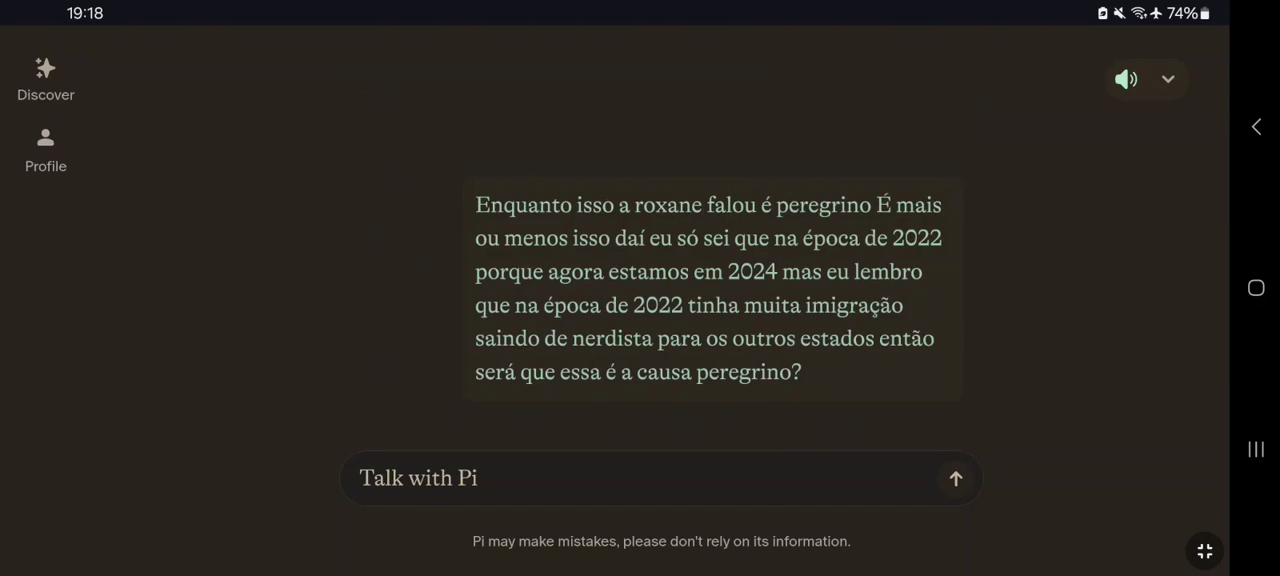 19:18
74%
Discover
Profile
Enquanto isso a roxane falou é peregrino É mais
ou menos isso daí eu só sei que na época de 2022
porque agora estamos em 2024 mas eu lembro
que na época de 2022 tinha muita imigração
saindo de nerdista para os outros estados então
será que essa é a causa peregrino?
Talk with Pi
Pi may make mistakes, please don't rely on its information.